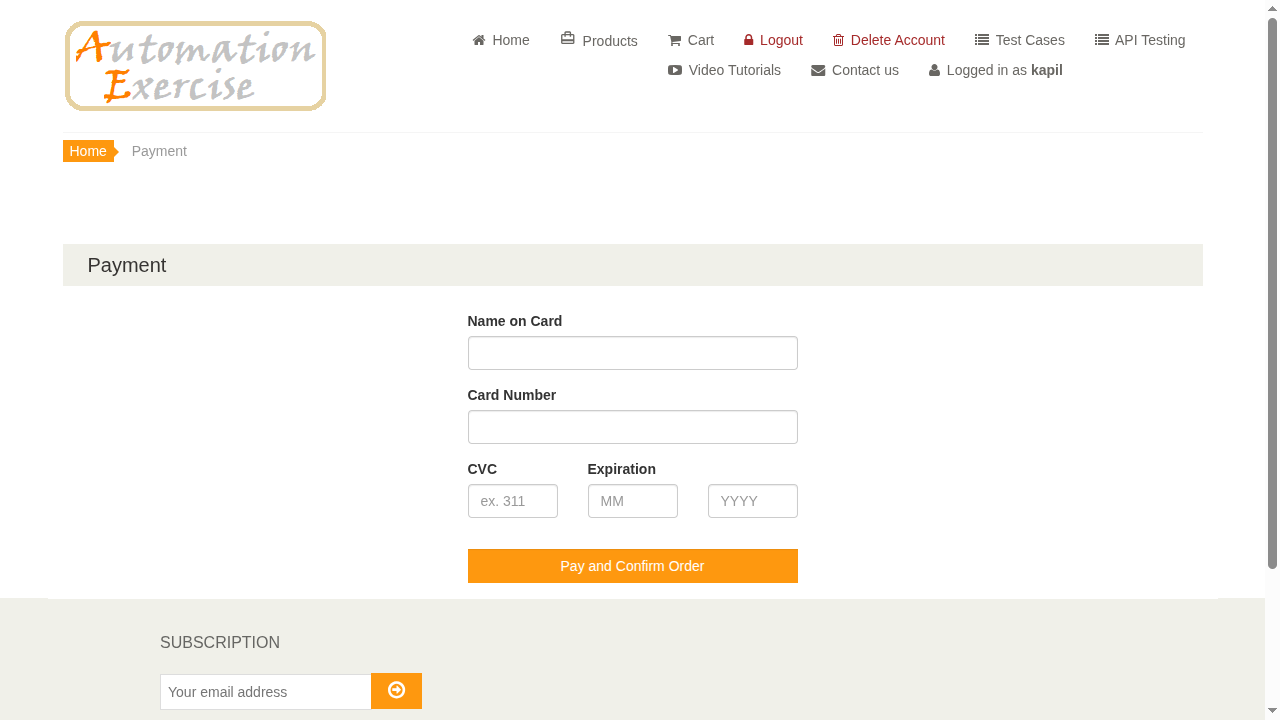 Automation
Exercise
Home Products Cart Logout Delete Account Test Cases API Testing
Video Tutorials Contact us Logged in as kapil
Home Payment
Payment
Name on Card
Card Number
CVC Expiration
ex. 311 MM YYYY
Pay and Confirm Order
SUBSCRIPTION
Your email address